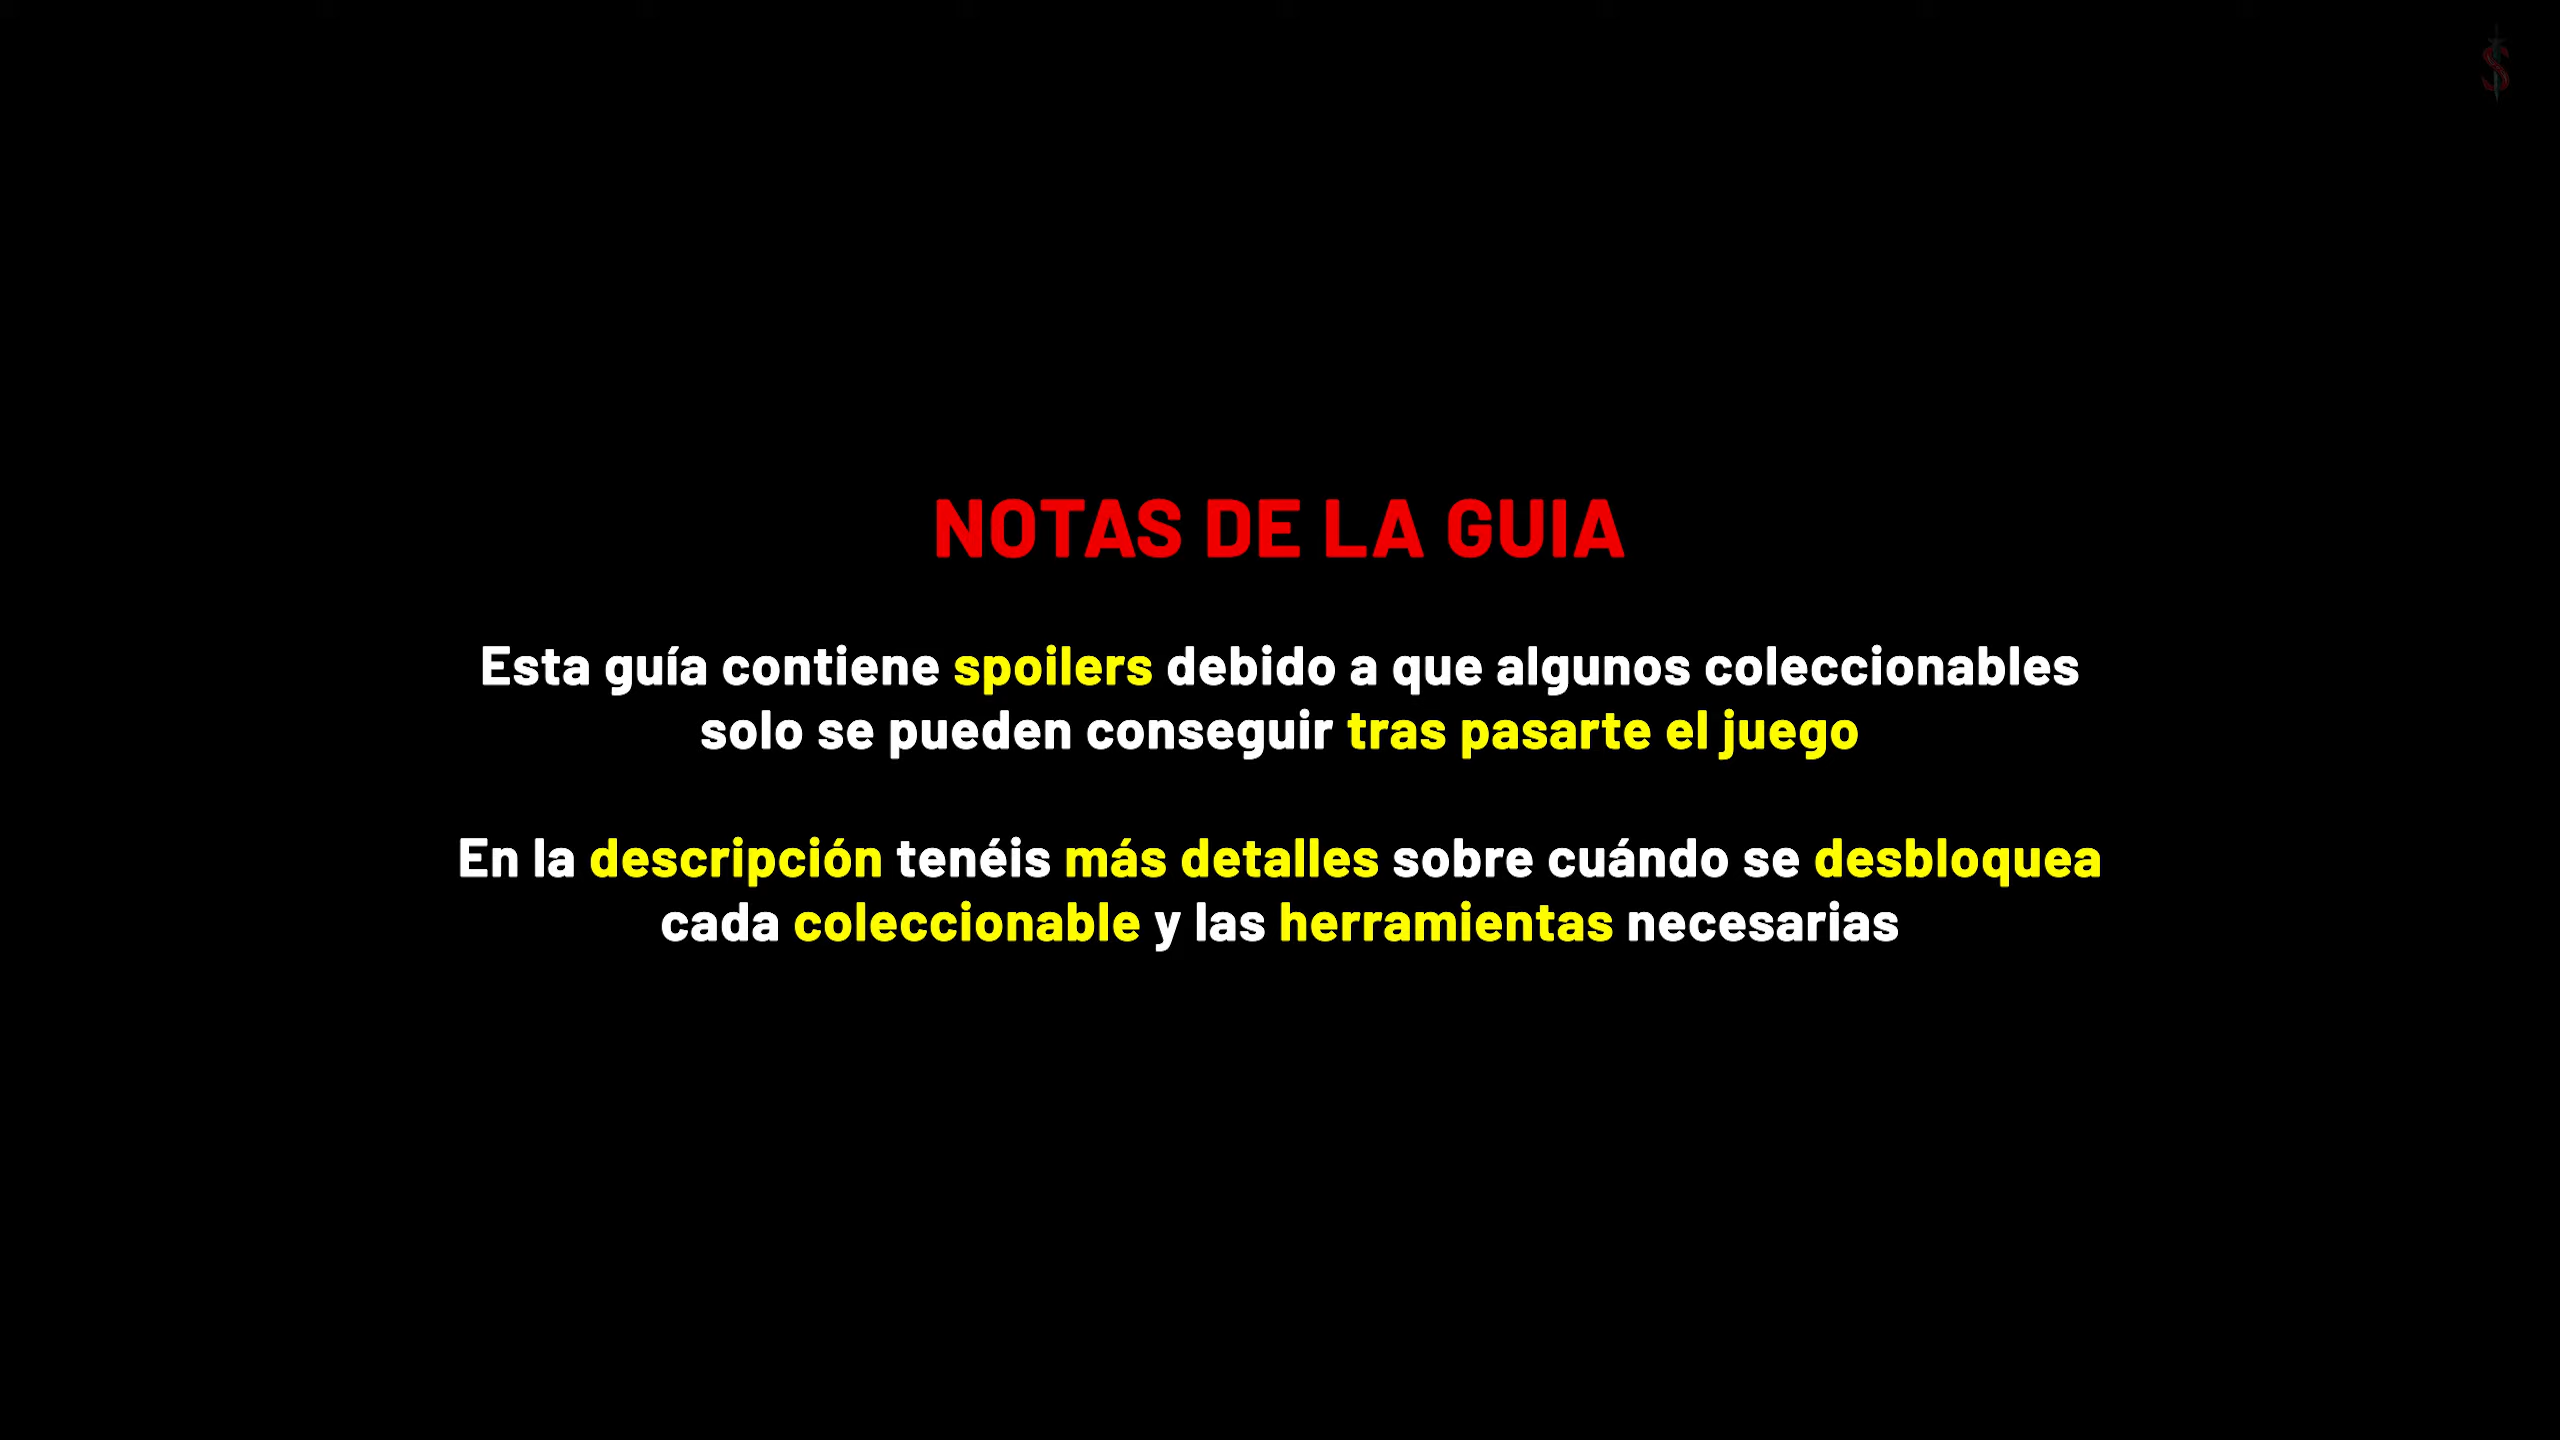 NOTAS DE LA GUIA
Esta guía contiene spoilers debido a que algunos coleccionables
solo se pueden conseguir tras pasarte el juego
En la descripción tenéis más detalles sobre cuándo se desbloquea
cada coleccionable y las herramientas necesarias